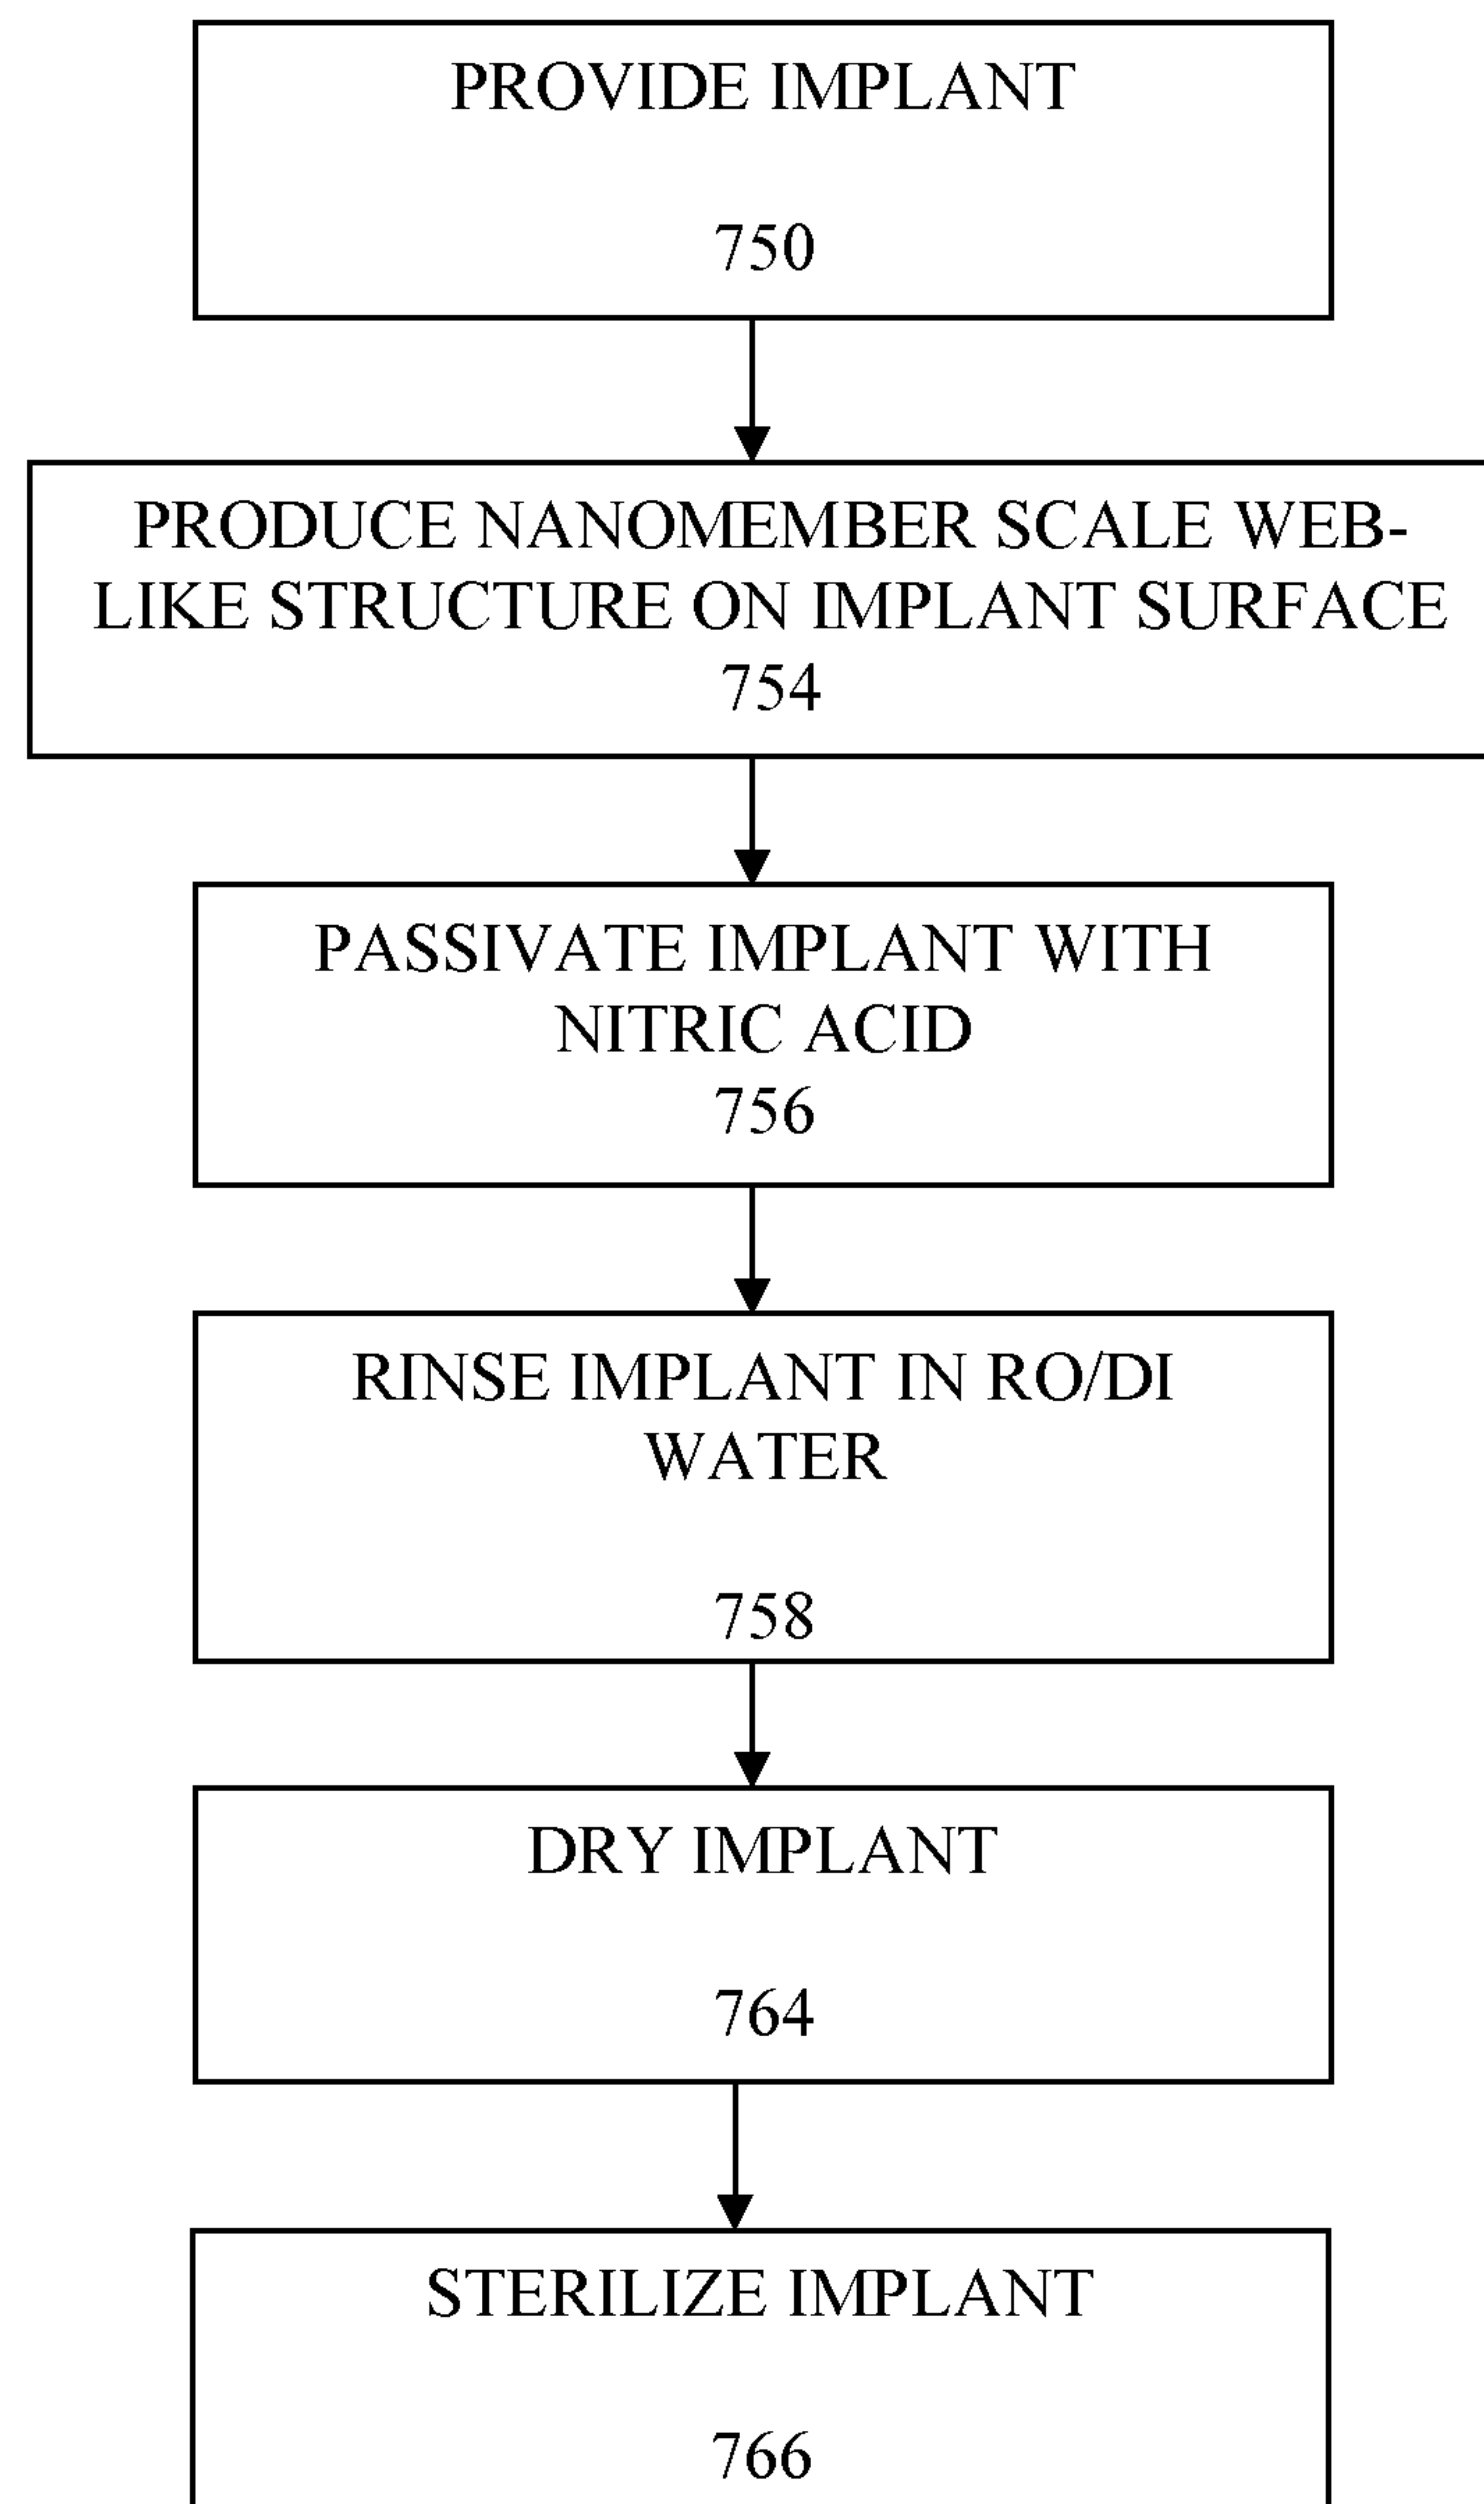 PROVIDE IMPLANT
750
PRODUCE NANOMEMBER SCALE WEB-
LIKE STRUCTURE ON IMPLANT SURFACE
754
PASSIVATE IMPLANT WITH
NITRIC ACID
756
RINSE IMPLANT IN RO/DI
WATER
758
DRY IMPLANT
764
STERILIZE IMPLANT
766